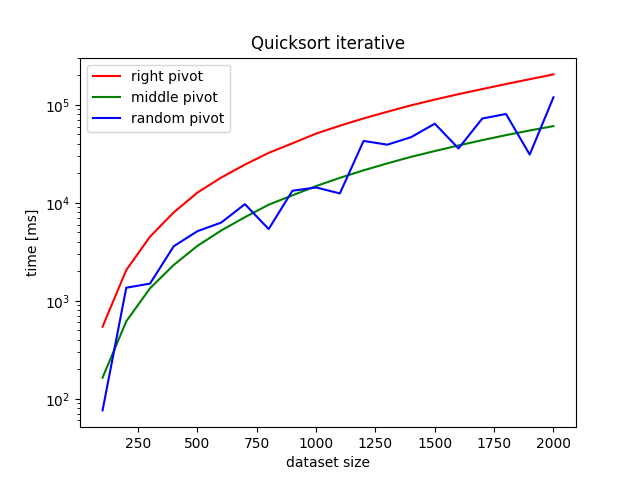 Quicksort iterative
right pivot
middle pivot
random pivot
time [ms]
10^5
10^4
10^3
10^2
250 500 750 1000 1250 1500 1750 2000
dataset size